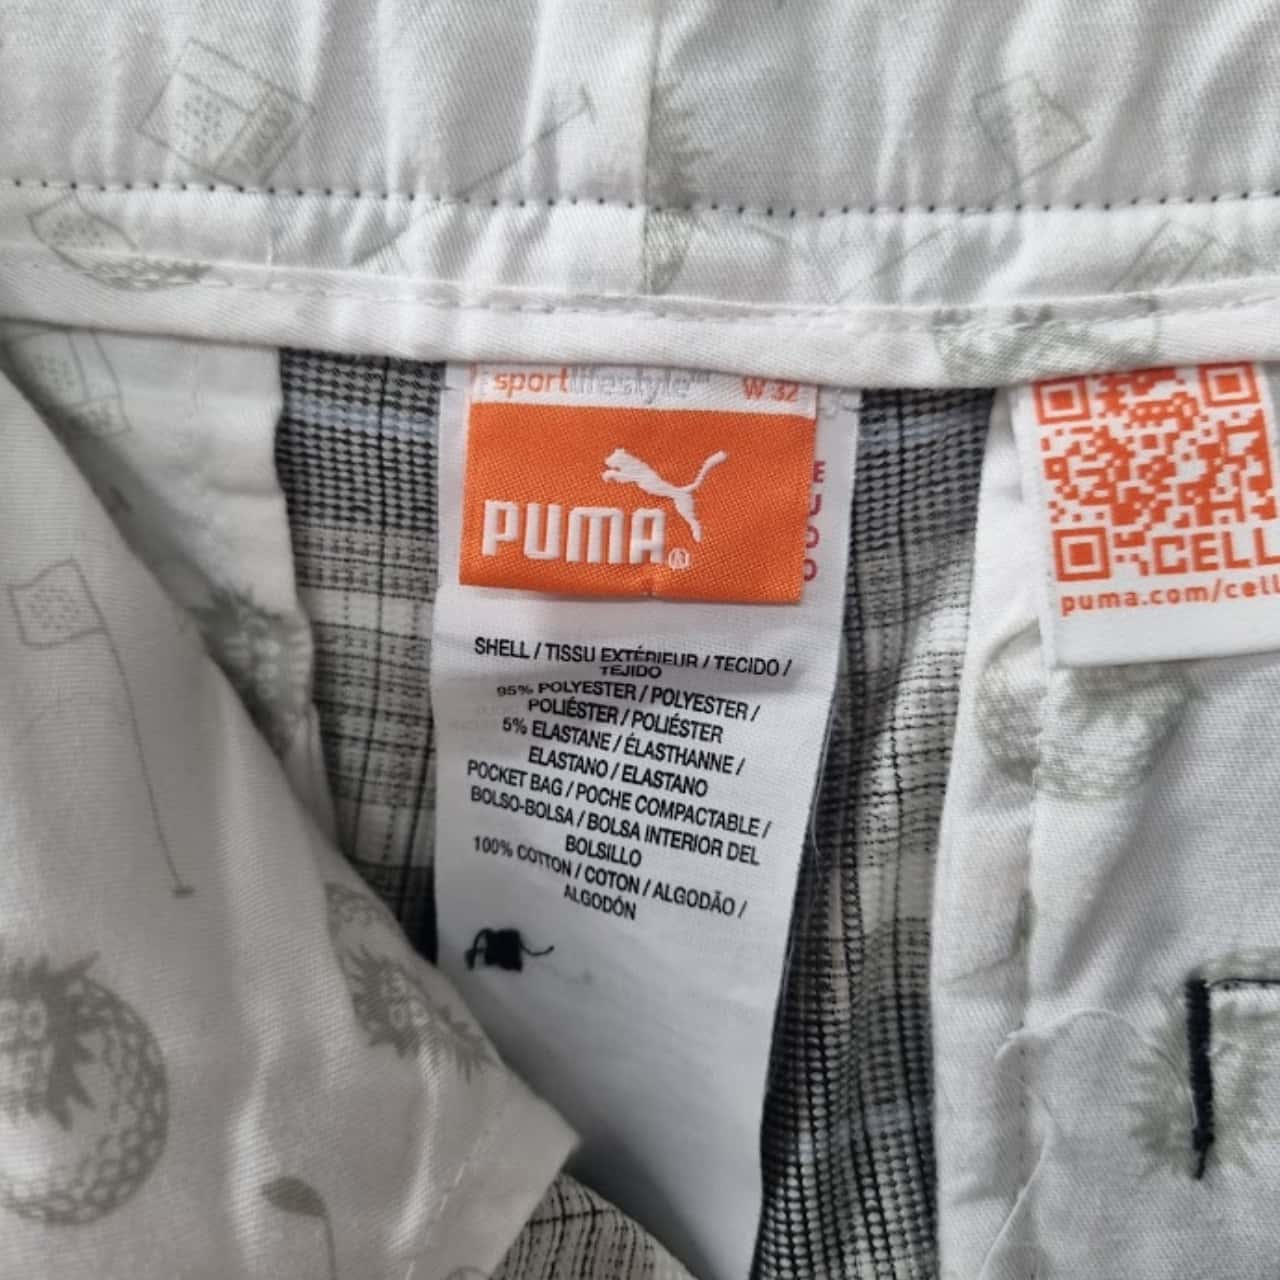 sportlifestyle W 32
PUMA
SHELL / TISSU EXTÉRIEUR / TECIDO /
TEJIDO
95% POLYESTER / POLYESTER /
POLIÉSTER / POLIÉSTER
5% ELASTANE / ÉLASTHANNE /
ELASTANO / ELASTANO
POCKET BAG / POCHE COMPACTABLE /
BOLSO-BOLSA / BOLSA INTERIOR DEL
BOLSILLO
100% COTTON / COTON / ALGODÃO /
ALGODÓN
CELL
puma.com/cell